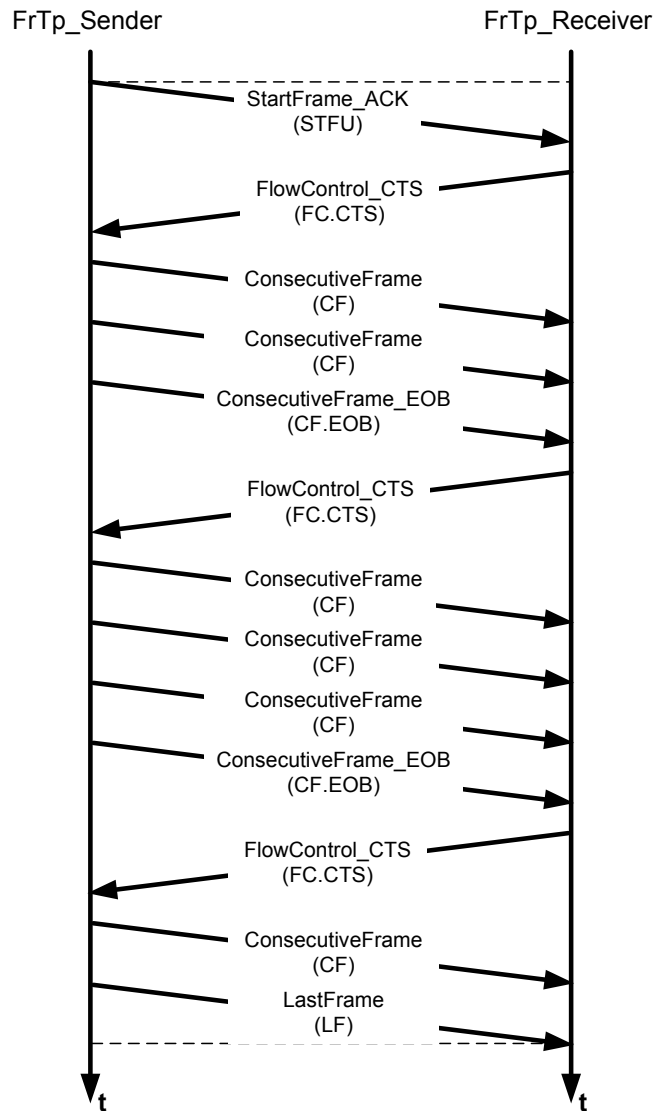 FrTp_Sender
FrTp_Receiver
StartFrame_ACK
(STFU)
FlowControl_CTS
(FC.CTS)
ConsecutiveFrame
(CF)
ConsecutiveFrame
(CF)
ConsecutiveFrame_EOB
(CF.EOB)
FlowControl_CTS
(FC.CTS)
ConsecutiveFrame
(CF)
ConsecutiveFrame
(CF)
ConsecutiveFrame
(CF)
ConsecutiveFrame_EOB
(CF.EOB)
FlowControl_CTS
(FC.CTS)
ConsecutiveFrame
(CF)
LastFrame
(LF)
t
t